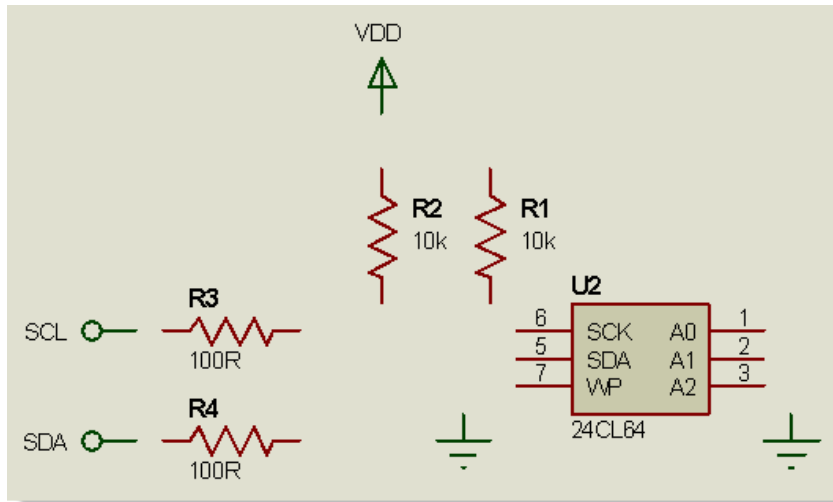 VDD
R2
10k
R1
10k
U2
R3
SCL
100R
R4
SDA
100R
6 SCK A0 1
5 SDA A1 2
7 WP A2 3
24CL64